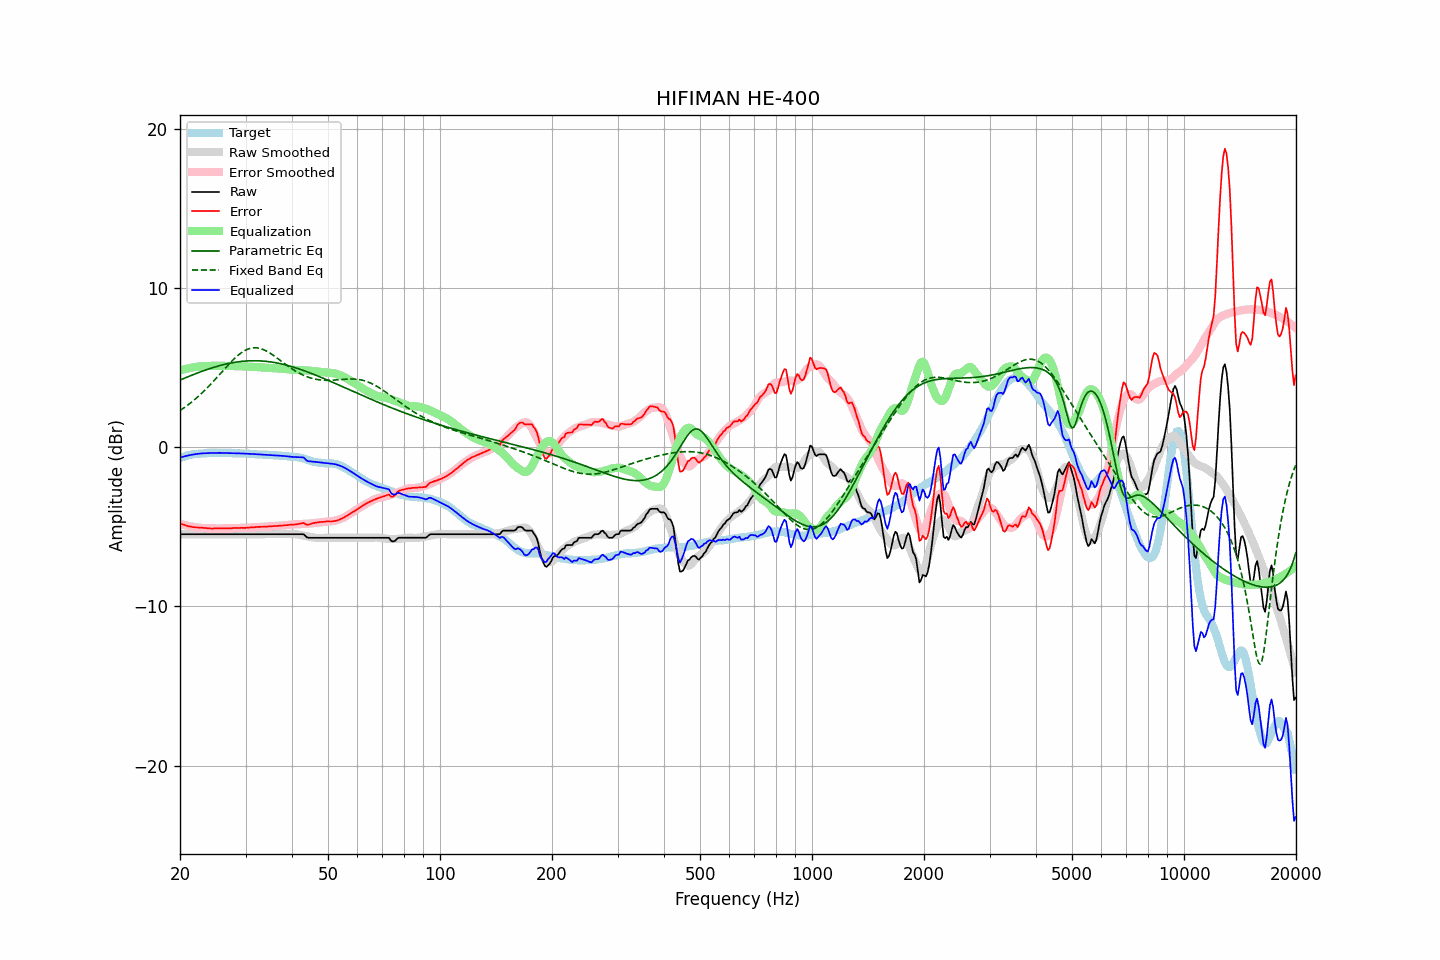 HIFIMAN HE-400
Target
Raw Smoothed
Error Smoothed
Raw
Error
Equalization
Parametric Eq
Fixed Band Eq
Equalized
Amplitude (dBr)
20
10
0
−10
−20
20 50 100 200 500 1000 2000 5000 10000 20000
Frequency (Hz)